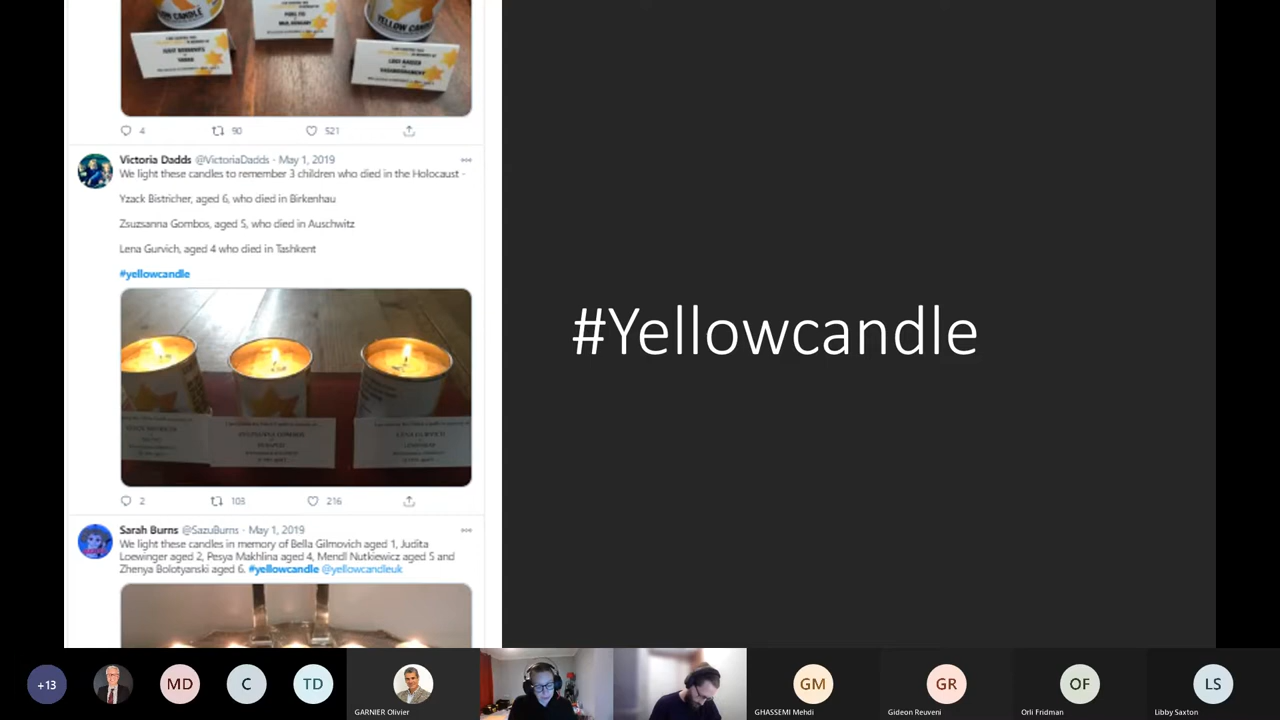 YELLOW CANDLE
4 90 521
Victoria Dadds @VictoriaDadds · May 1, 2019
We light these candles to remember 3 children who died in the Holocaust -
Yzack Bistricher, aged 6, who died in Birkenhau
Zsuzsanna Gombos, aged 5, who died in Auschwitz
Lena Gurvich, aged 4 who died in Tashkent
#yellowcandle
2 103 216
Sarah Burns @SazuBurns · May 1, 2019
We light these candles in memory of Bella Gilmovich aged 1, Judita
Loewinger aged 2, Pesya Makhlina aged 4, Mendl Nutkiewicz aged 5 and
Zhenya Bolotyanski aged 6. #yellowcandle @yellowcandleuk
#Yellowcandle
+13
MD
C
TD
GARNIER Olivier
GM
GHASSEMI Mehdi
GR
Gideon Reuveni
OF
Orli Fridman
LS
Libby Saxton